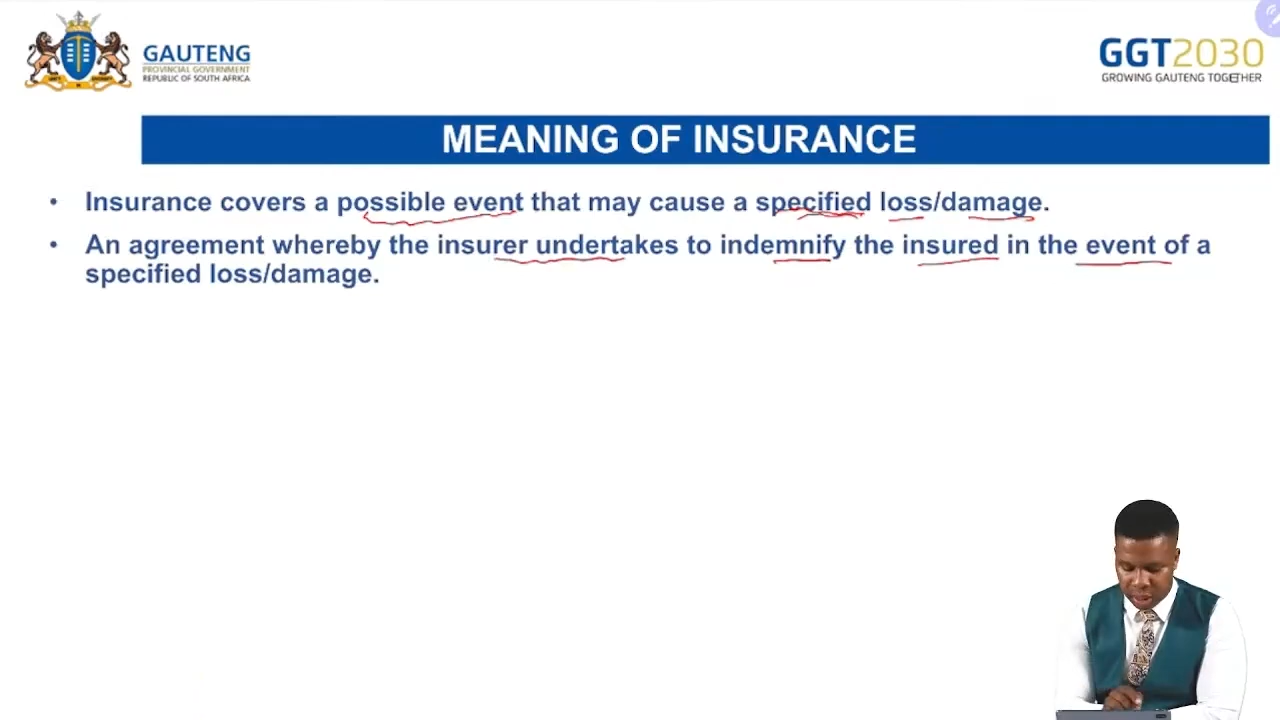 GAUTENG
PROVINCIAL GOVERNMENT
REPUBLIC OF SOUTH AFRICA
GGT2030
GROWING GAUTENG TOGETHER
MEANING OF INSURANCE
• Insurance covers a possible event that may cause a specified loss/damage.
• An agreement whereby the insurer undertakes to indemnify the insured in the event of a
specified loss/damage.